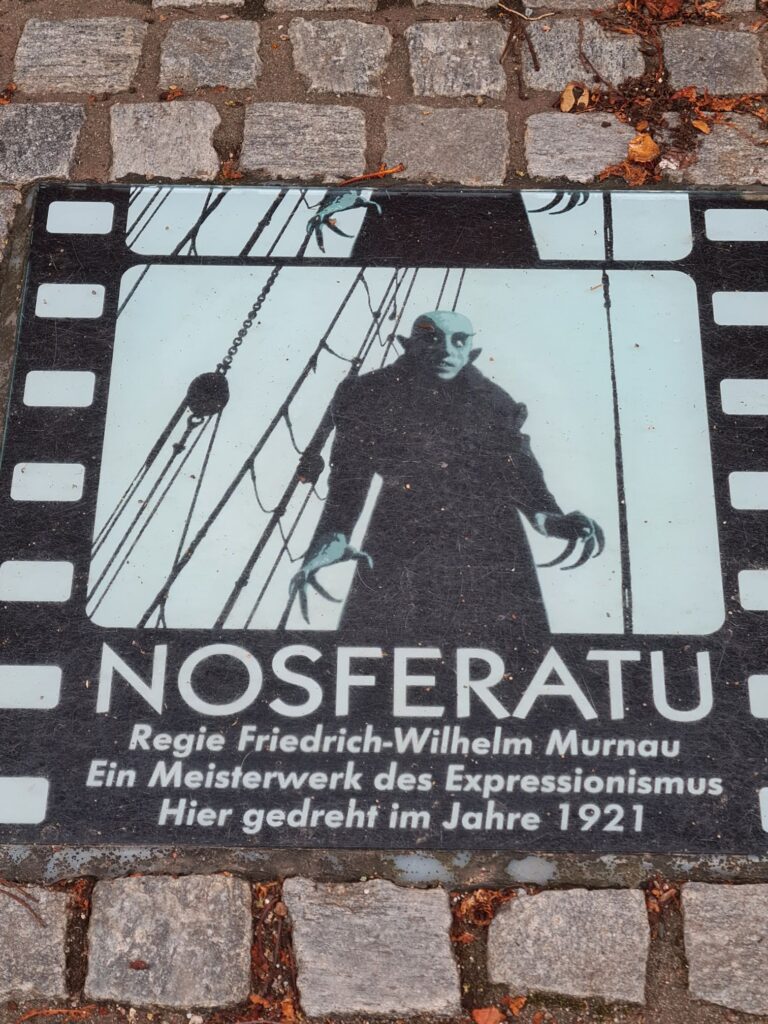 NOSFERATU
Regie Friedrich-Wilhelm Murnau
Ein Meisterwerk des Expressionismus
Hier gedreht im Jahre 1921